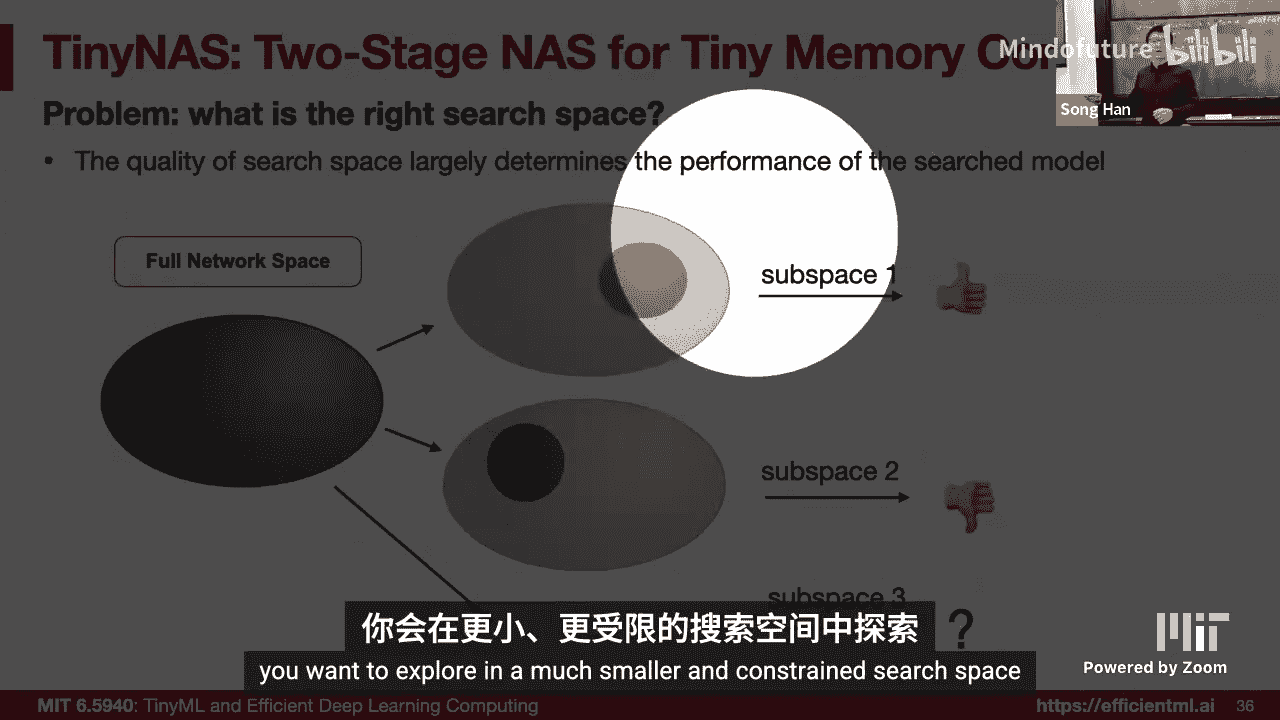 TinyNAS: Two-Stage NAS for Tiny Memory Con
Mindofuture bilibili
Song Han
Problem: what is the right search space?
• The quality of search space largely determines the performance of the searched model
Full Network Space
subspace 1
subspace 2
subspace 3
?
你会在更小、更受限的搜索空间中探索
you want to explore in a much smaller and constrained search space
MIT
Powered by Zoom
MIT 6.5940: TinyML and Efficient Deep Learning Computing
https://efficientml.ai
36